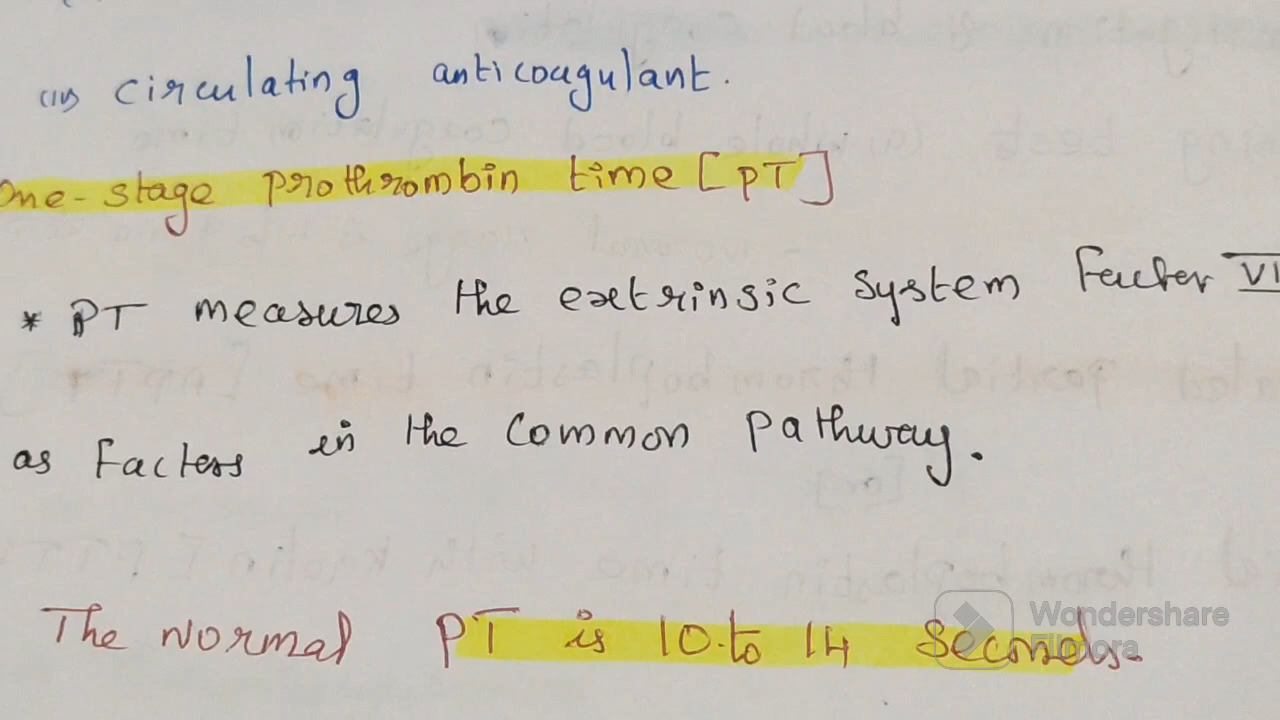 (iv) circulating anticoagulant.
One-stage prothrombin time [PT]
* PT measures the extrinsic system Factor
as Factors in the common pathway.
The normal PT is 10 to 14 seconds.
Wondershare
Filmora